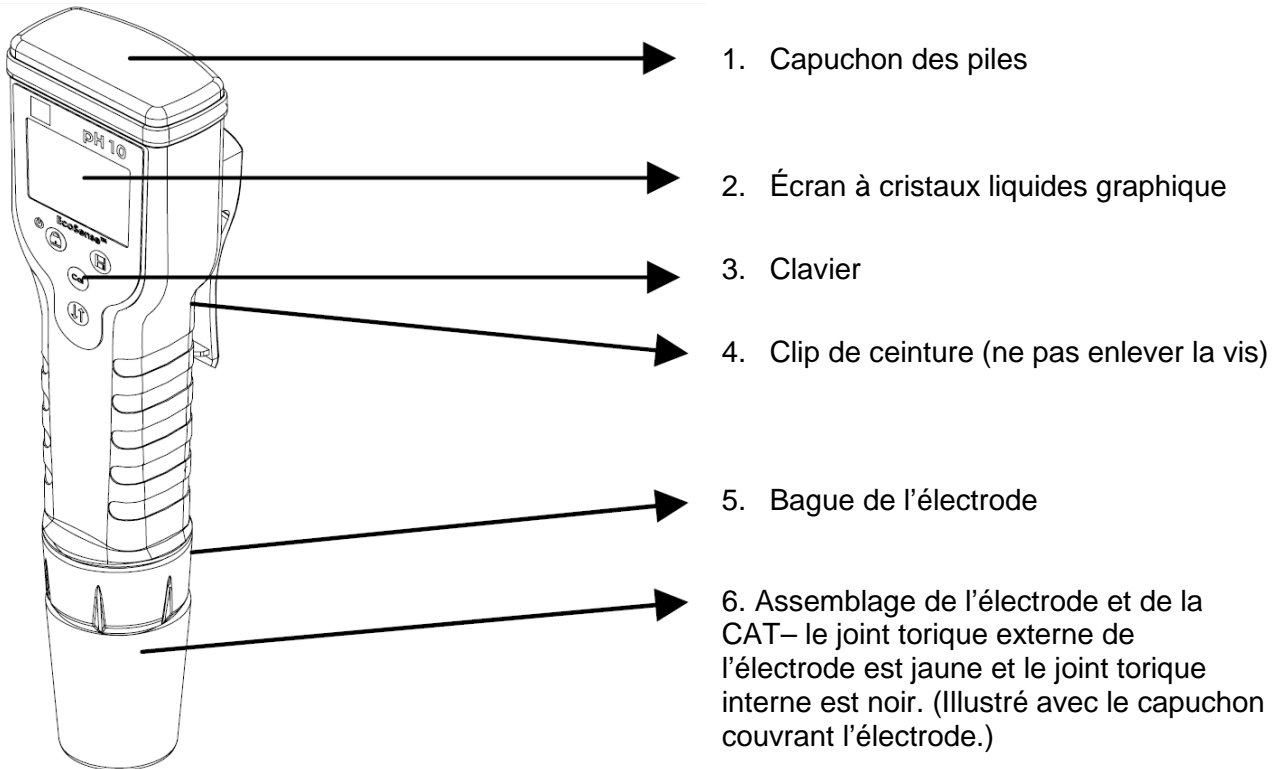 1. Capuchon des piles
pH 10
2. Écran à cristaux liquides graphique
EcoSense™
3. Clavier
Cal
4. Clip de ceinture (ne pas enlever la vis)
5. Bague de l’électrode
6. Assemblage de l’électrode et de la
CAT– le joint torique externe de
l’électrode est jaune et le joint torique
interne est noir. (Illustré avec le capuchon
couvrant l’électrode.)